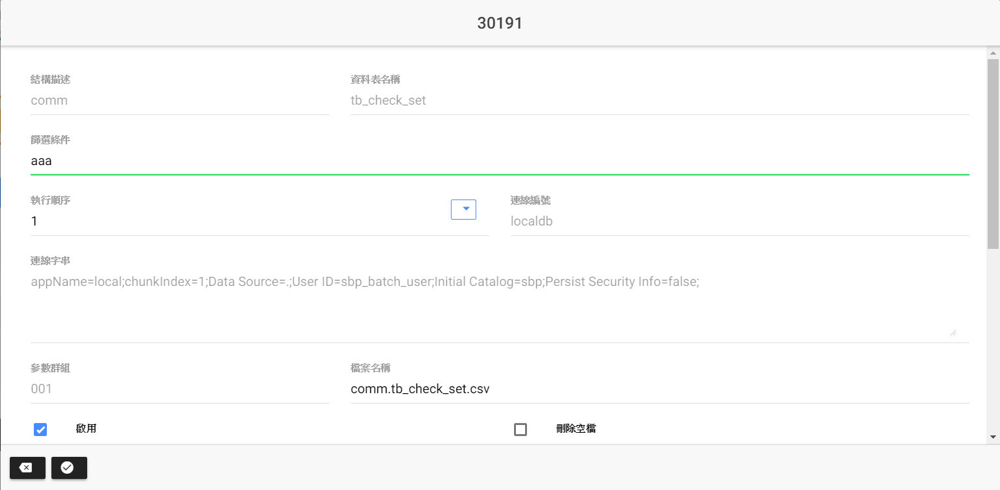 30191
結構描述
comm
資料表名稱
tb_check_set
篩選條件
aaa
執行順序
1
連線編號
localdb
連線字串
appName=local;chunkIndex=1;Data Source=.;User ID=sbp_batch_user;Initial Catalog=sbp;Persist Security Info=false;
參數群組
001
檔案名稱
comm.tb_check_set.csv
啟用
刪除空檔